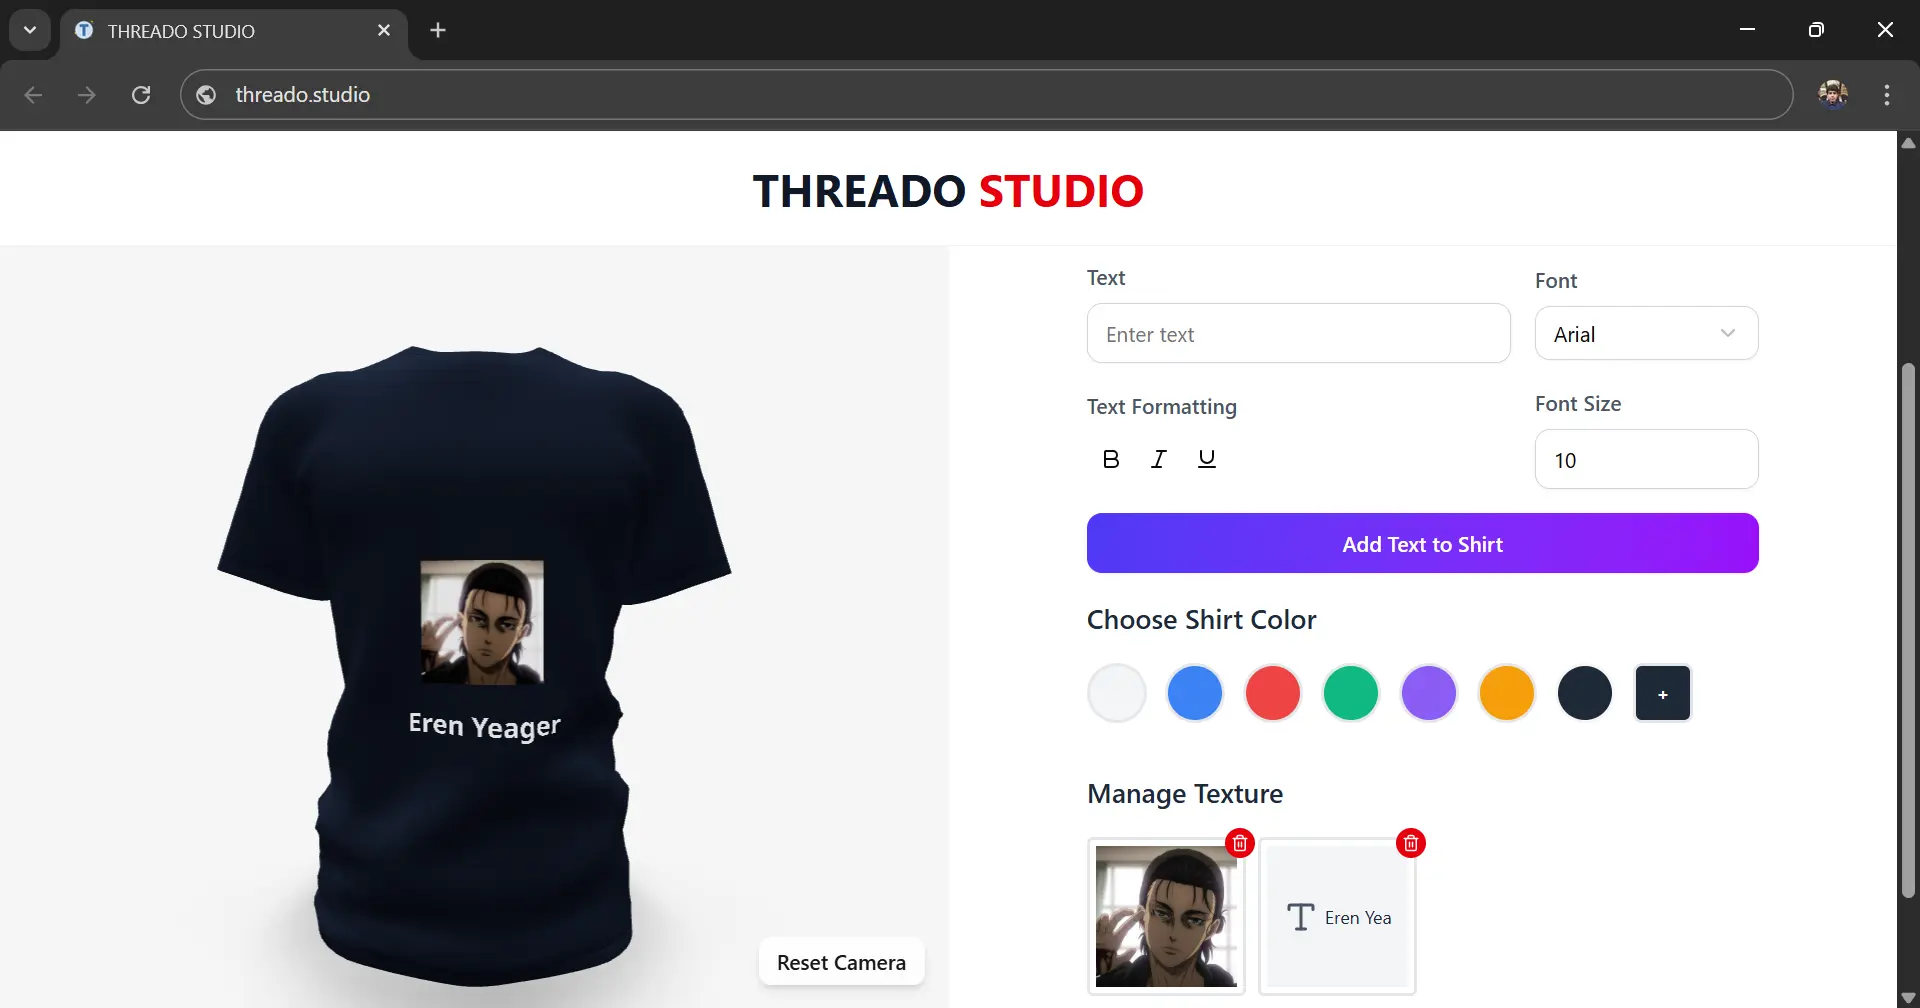 THREADO STUDIO
threado.studio
THREADO STUDIO
Text
Font
Enter text
Arial
Text Formatting
Font Size
B I U
10
Add Text to Shirt
Choose Shirt Color
+
Eren Yeager
Manage Texture
T Eren Yea
Reset Camera